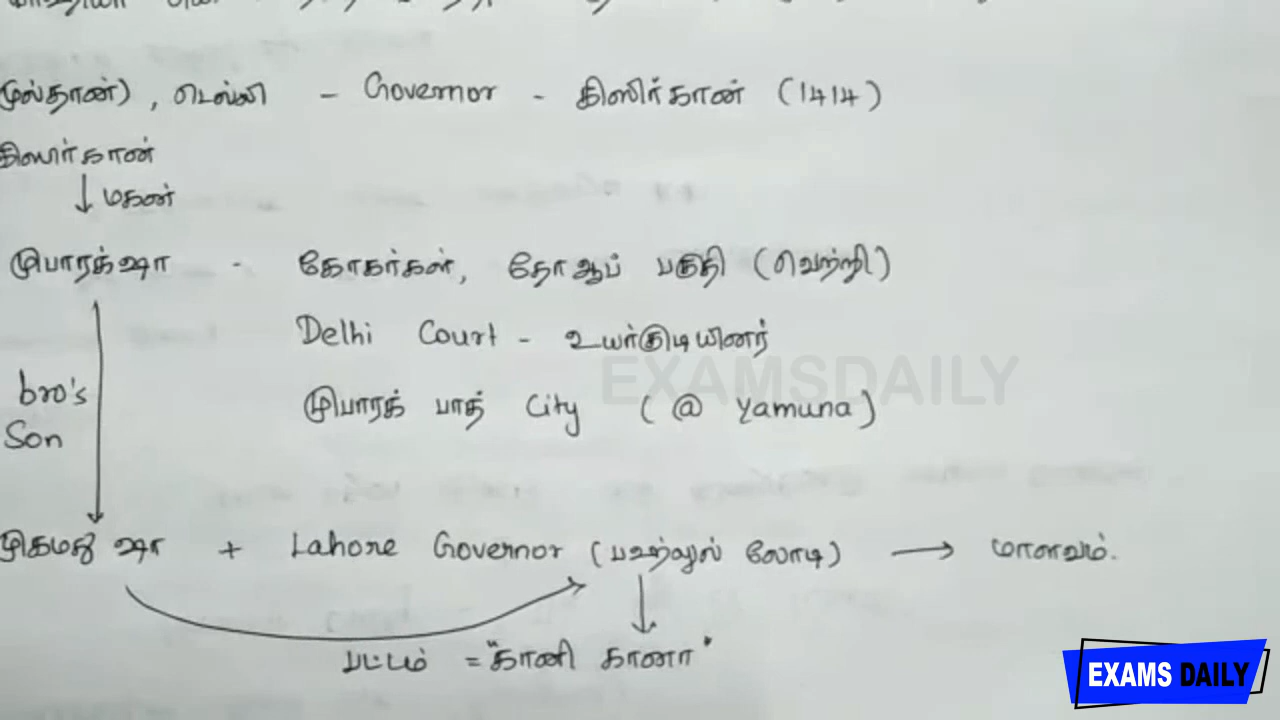 முல்தான்), டெல்லி - Governor - கிஸிர்கான் (1414)
கிஸிர்கான்
↓ மகன்
முபாரக்ஷா - கோகர்கள், தோஆப் பகுதி (வெற்றி)
Delhi Court - உயர்குடியினர்
முபாரக் பாத் City (@ Yamuna)
bro's
Son
முகமது ஷா + Lahore Governor (பஹ்லுல் லோடி) → மாளவம்.
பட்டம் = "கானி கானா"
EXAMSDAILY
EXAMS DAILY